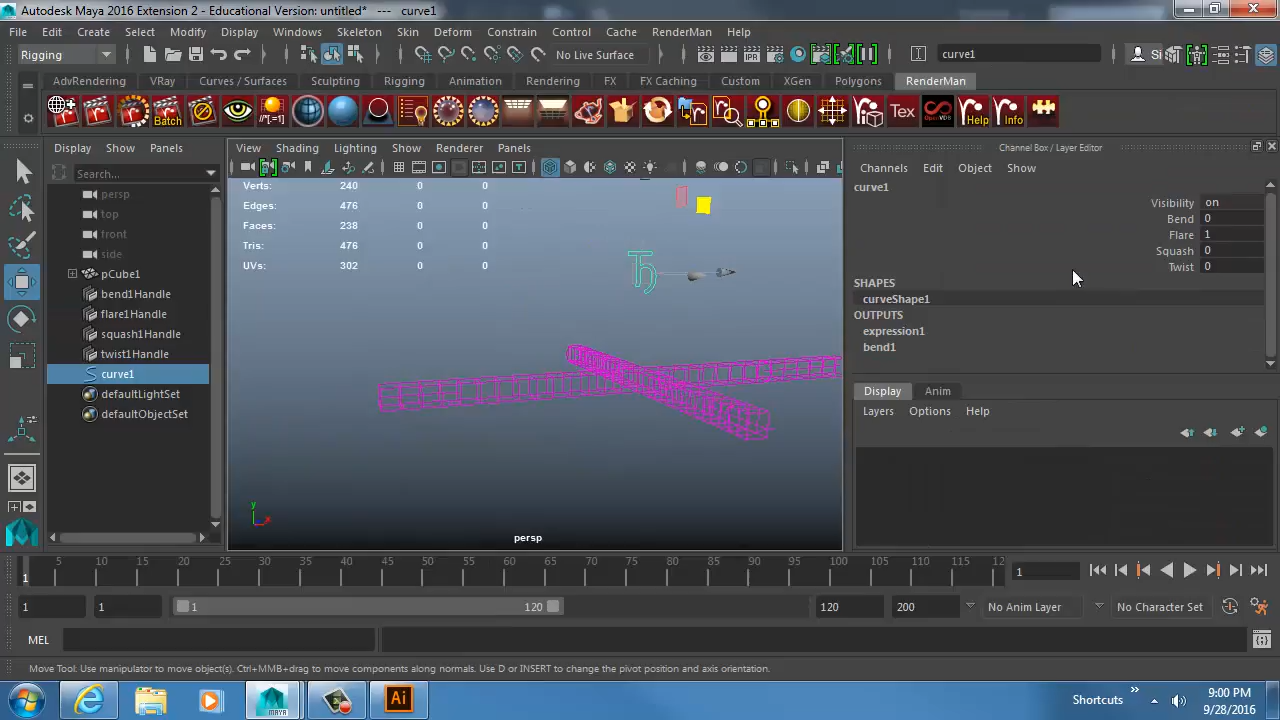 Autodesk Maya 2016 Extension 2 - Educational Version: untitled* --- curve1
File Edit Create Select Modify Display Windows Skeleton Skin Deform Constrain Control Cache RenderMan Help
Rigging No Live Surface curve1 Si
AdvRendering VRay Curves / Surfaces Sculpting Rigging Animation Rendering FX FX Caching Custom XGen Polygons RenderMan
Batch //*[=1] Tex OpenVDB Help Info
Display Show Panels
View Shading Lighting Show Renderer Panels
Channel Box / Layer Editor
Channels Edit Object Show
Search...
persp
top
front
side
pCube1
bend1Handle
flare1Handle
squash1Handle
twist1Handle
curve1
defaultLightSet
defaultObjectSet
Verts: 240 0 0
Edges: 476 0 0
Faces: 238 0 0
Tris: 476 0 0
UVs: 302 0 0
y
x
persp
curve1
Visibility on
Bend 0
Flare 1
Squash 0
Twist 0
SHAPES
curveShape1
OUTPUTS
expression1
bend1
Display Anim
Layers Options Help
1 5 10 15 20 25 30 35 40 45 50 55 60 65 70 75 80 85 90 95 100 105 110 115 12 1
1 1 1 120 120 200 No Anim Layer No Character Set
MEL
Move Tool: Use manipulator to move object(s). Ctrl+MMB+drag to move components along normals. Use D or INSERT to change the pivot position and axis orientation.
MAYA Ai Shortcuts 9:00 PM
9/28/2016